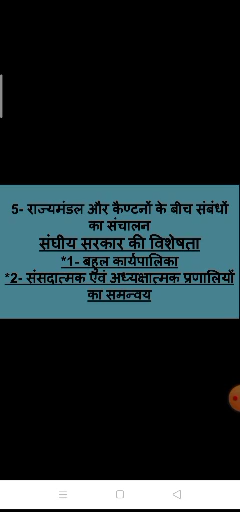 5- राज्यमंडल और कैण्टनों के बीच संबंधों
का संचालन
संघीय सरकार की विशेषता
*1- बहुल कार्यपालिका
*2- संसदात्मक एवं अध्यक्षात्मक प्रणालियों
का समन्वय